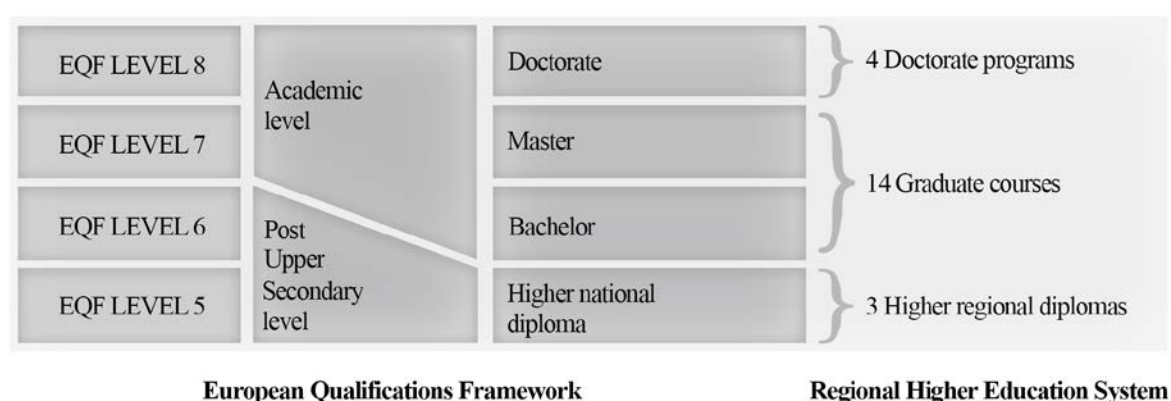 EQF LEVEL 8
EQF LEVEL 7
EQF LEVEL 6
EQF LEVEL 5
Academic
level
Post
Upper
Secondary
level
Doctorate
Master
Bachelor
Higher national
diploma
4 Doctorate programs
14 Graduate courses
3 Higher regional diplomas
European Qualifications Framework
Regional Higher Education System